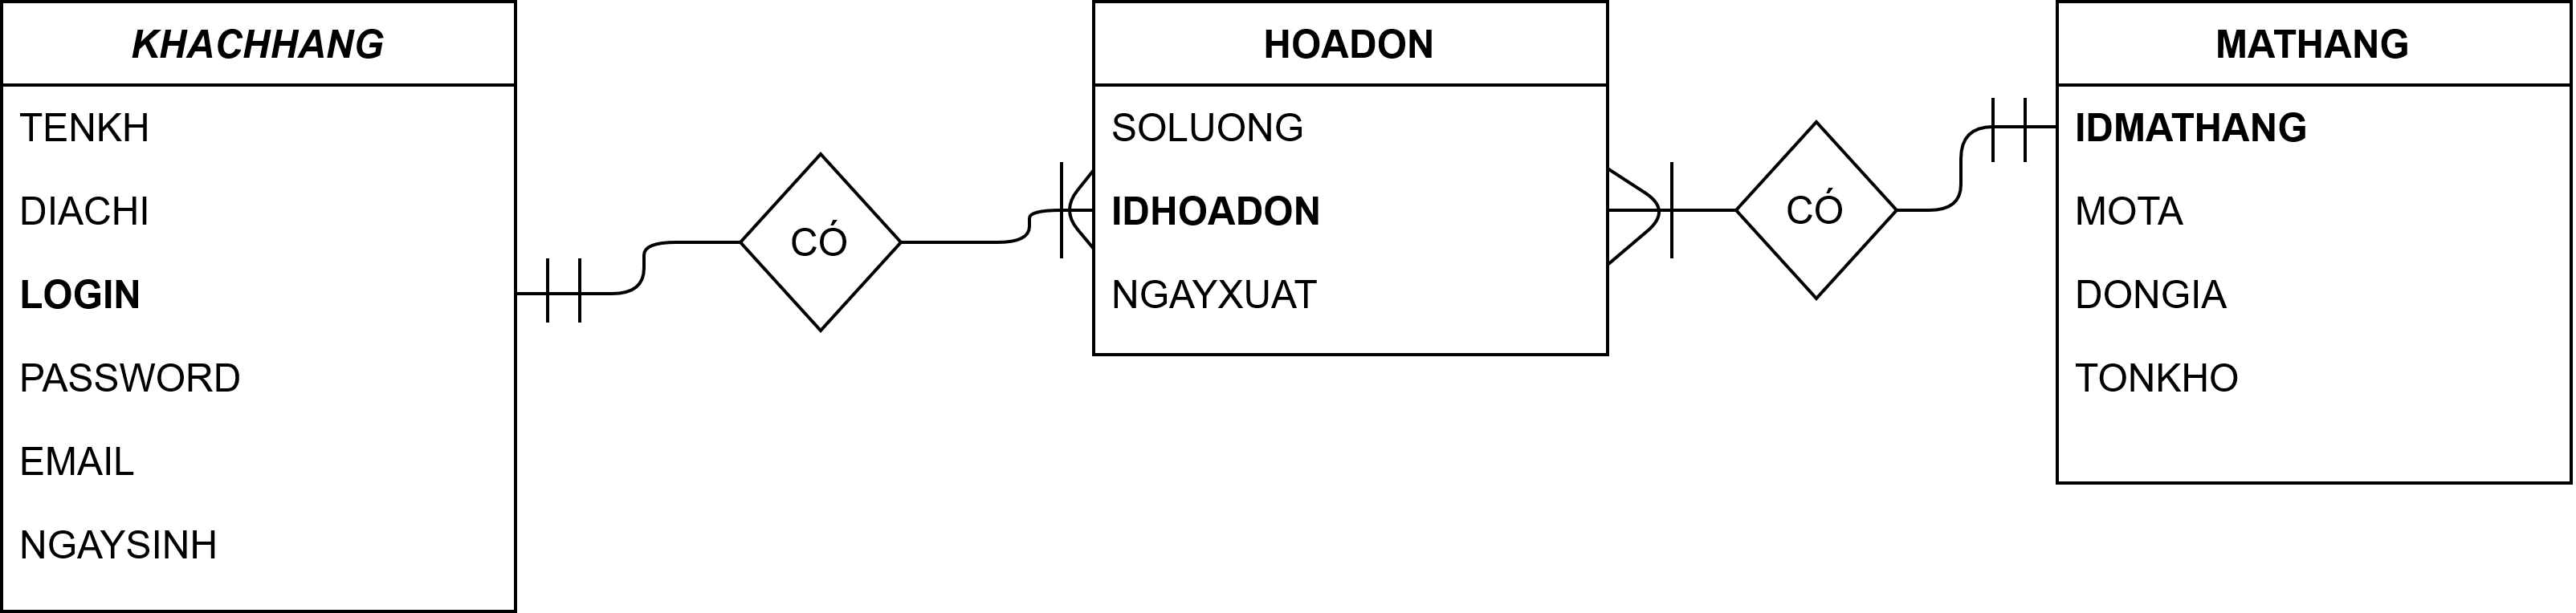 KHACHHANG
TENKH
DIACHI
LOGIN
PASSWORD
EMAIL
NGAYSINH
CÓ
HOADON
SOLUONG
IDHOADON
NGAYXUAT
CÓ
MATHANG
IDMATHANG
MOTA
DONGIA
TONKHO